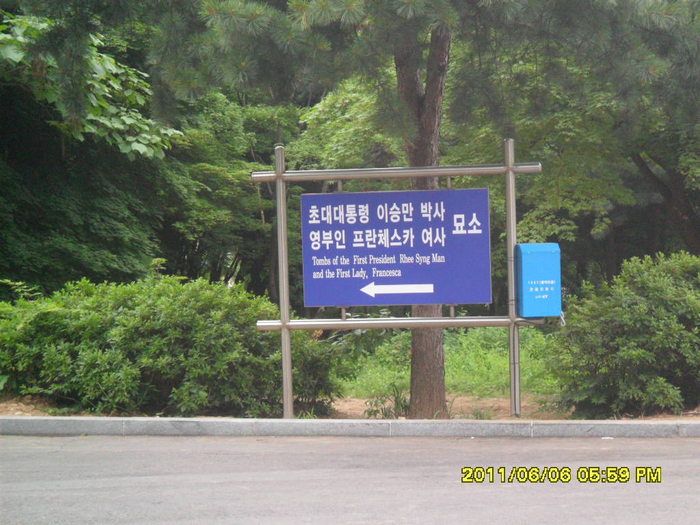 초대대통령 이승만 박사
영부인 프란체스카 여사
묘소
Tombs of the First President Rhee Syng Man
and the First Lady, Francesca
2011/06/06 05:59 PM